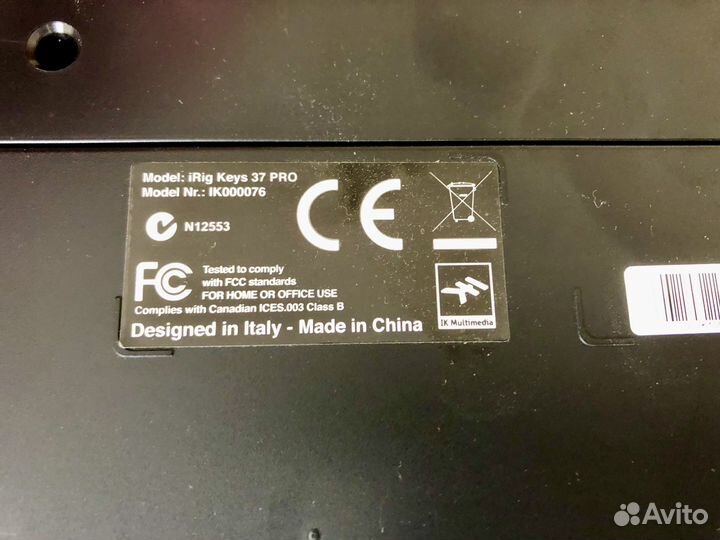 Model: iRig Keys 37 PRO
Model Nr.: IK000076
N12553
CE
FC
Tested to comply
with FCC standards
FOR HOME OR OFFICE USE
Complies with Canadian ICES.003 Class B
IK Multimedia
Designed in Italy - Made in China
Avito